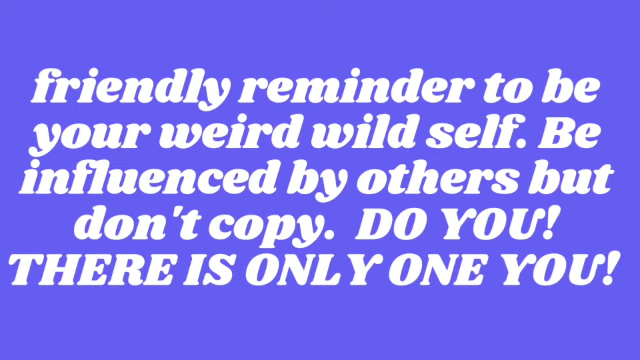 friendly reminder to be
your weird wild self. Be
influenced by others but
don't copy. DO YOU!
THERE IS ONLY ONE YOU!